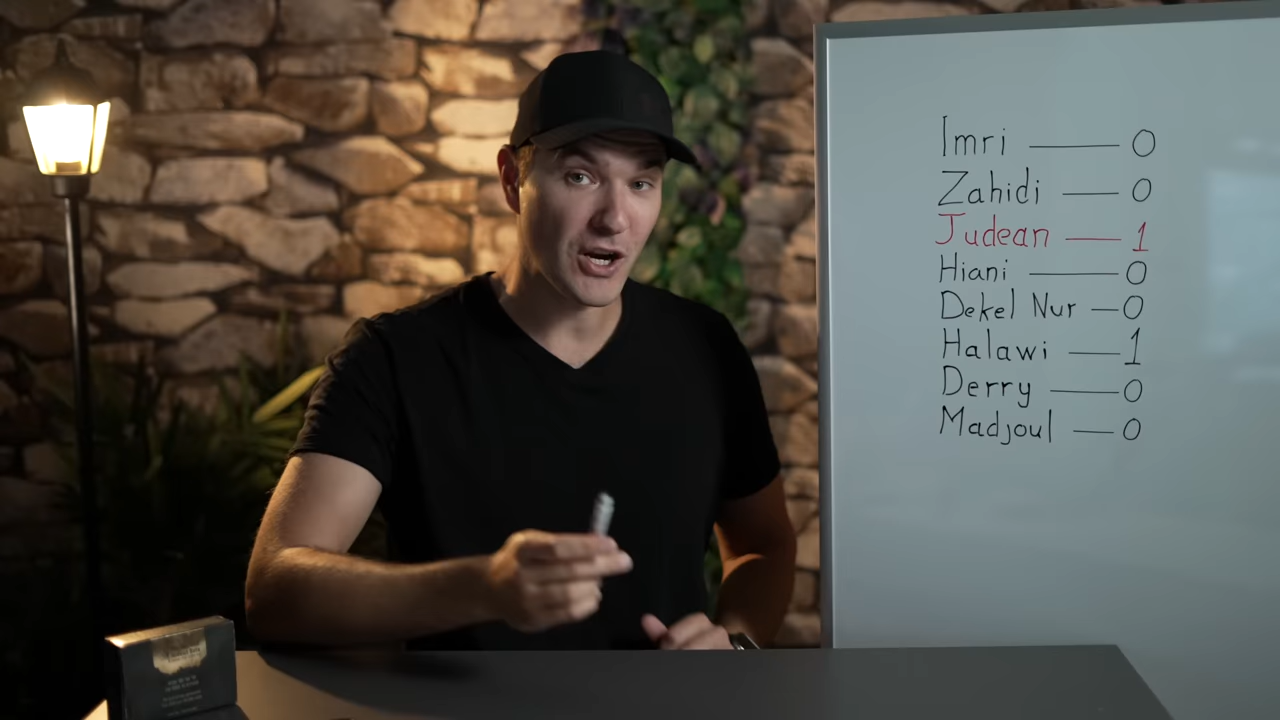 Imri — 0
Zahidi — 0
Judean — 1
Hiani — 0
Dekel Nur — 0
Halawi — 1
Derry — 0
Madjoul — 0